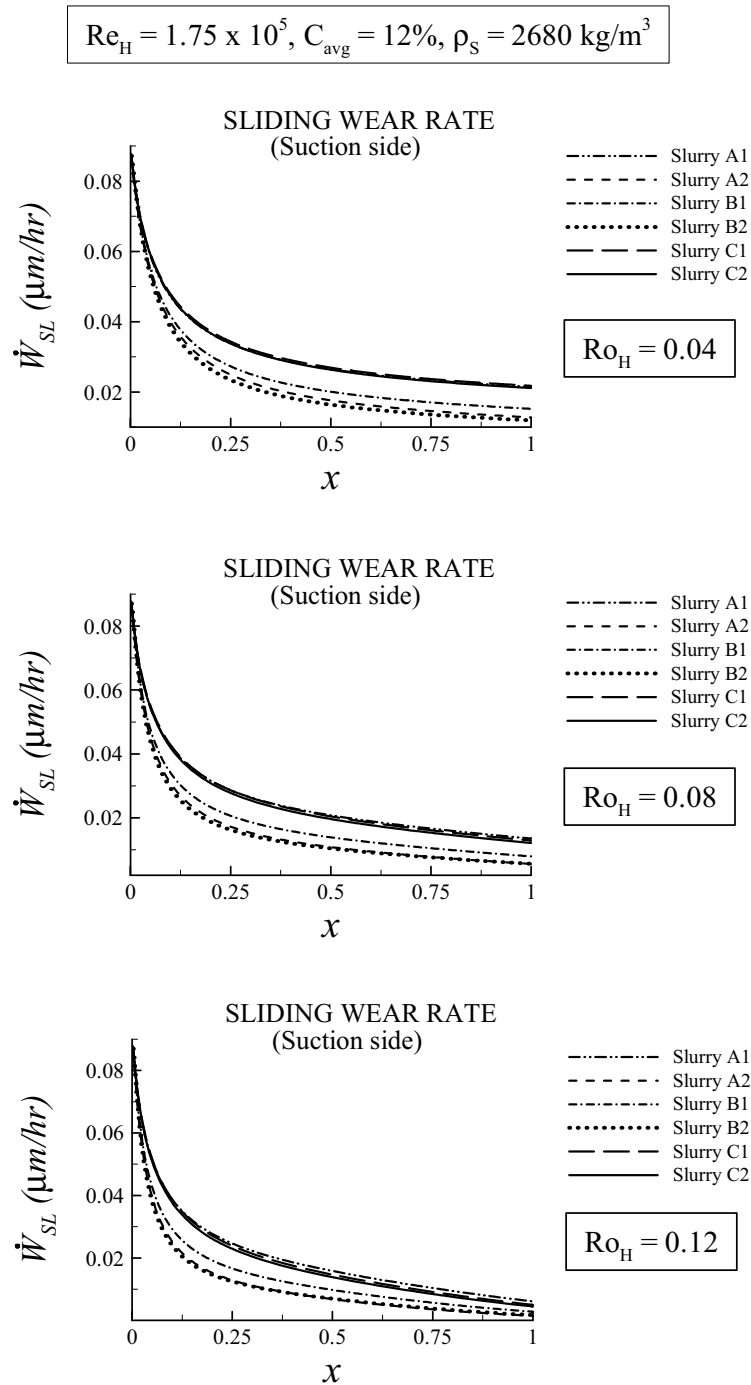 Re_H = 1.75 x 10^5, C_avg = 12%, ρ_S = 2680 kg/m^3
SLIDING WEAR RATE
(Suction side)
Ẇ_SL (μm/hr)
0.08
0.06
0.04
0.02
0 0.25 0.5 0.75 1
x
Slurry A1
Slurry A2
Slurry B1
Slurry B2
Slurry C1
Slurry C2
Ro_H = 0.04
SLIDING WEAR RATE
(Suction side)
Ẇ_SL (μm/hr)
0.08
0.06
0.04
0.02
0 0.25 0.5 0.75 1
x
Slurry A1
Slurry A2
Slurry B1
Slurry B2
Slurry C1
Slurry C2
Ro_H = 0.08
SLIDING WEAR RATE
(Suction side)
Ẇ_SL (μm/hr)
0.08
0.06
0.04
0.02
0 0.25 0.5 0.75 1
x
Slurry A1
Slurry A2
Slurry B1
Slurry B2
Slurry C1
Slurry C2
Ro_H = 0.12